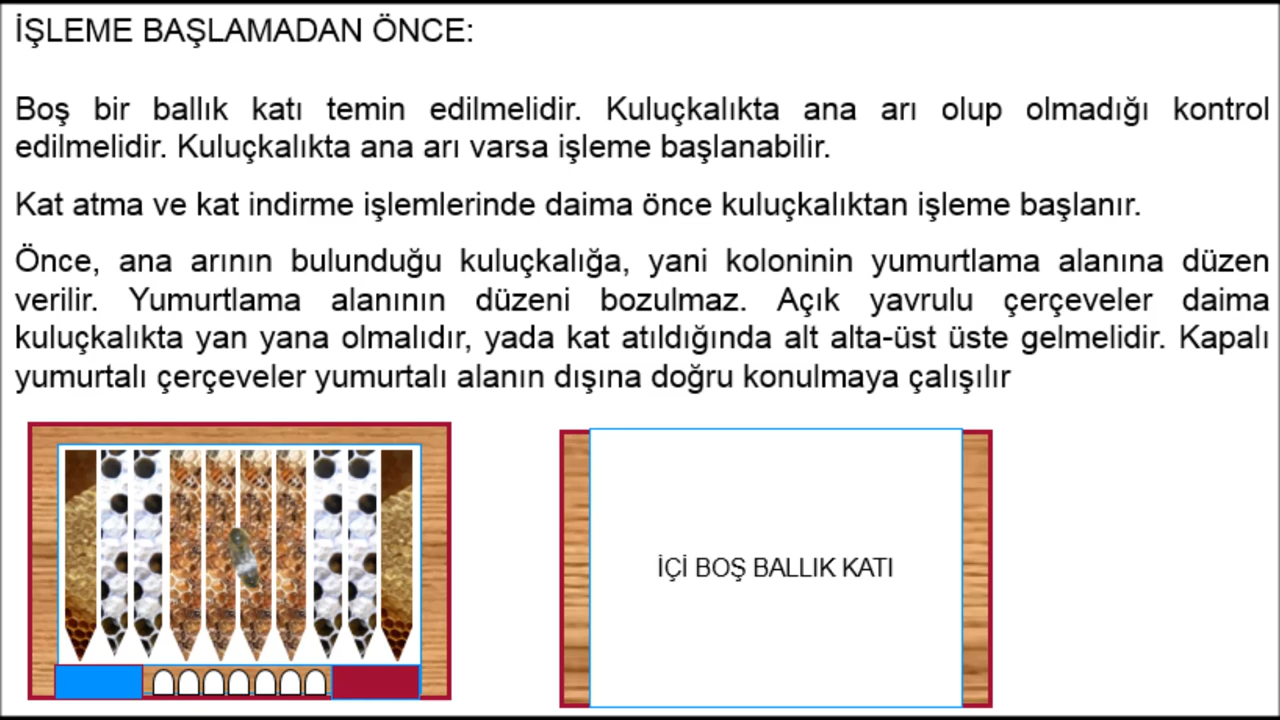 İŞLEME BAŞLAMADAN ÖNCE:
Boş bir ballık katı temin edilmelidir. Kuluçkalıkta ana arı olup olmadığı kontrol
edilmelidir. Kuluçkalıkta ana arı varsa işleme başlanabilir.
Kat atma ve kat indirme işlemlerinde daima önce kuluçkalıktan işleme başlanır.
Önce, ana arının bulunduğu kuluçkalığa, yani koloninin yumurtlama alanına düzen
verilir. Yumurtlama alanının düzeni bozulmaz. Açık yavrulu çerçeveler daima
kuluçkalıkta yan yana olmalıdır, yada kat atıldığında alt alta-üst üste gelmelidir. Kapalı
yumurtalı çerçeveler yumurtalı alanın dışına doğru konulmaya çalışılır
İÇİ BOŞ BALLIK KATI